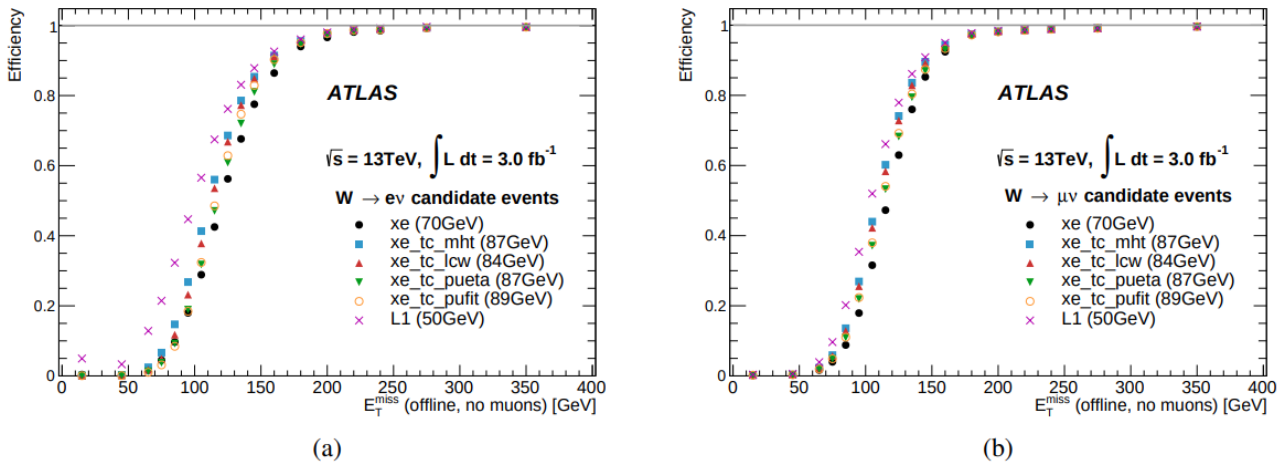 Efficiency
1
0.8
0.6
0.4
0.2
0
ATLAS
√s = 13TeV, ∫ L dt = 3.0 fb⁻¹
W → eν candidate events
xe (70GeV)
xe_tc_mht (87GeV)
xe_tc_lcw (84GeV)
xe_tc_pueta (87GeV)
xe_tc_pufit (89GeV)
L1 (50GeV)
0 50 100 150 200 250 300 350 400
E_T^miss (offline, no muons) [GeV]
(a)
Efficiency
1
0.8
0.6
0.4
0.2
0
ATLAS
√s = 13TeV, ∫ L dt = 3.0 fb⁻¹
W → μν candidate events
xe (70GeV)
xe_tc_mht (87GeV)
xe_tc_lcw (84GeV)
xe_tc_pueta (87GeV)
xe_tc_pufit (89GeV)
L1 (50GeV)
0 50 100 150 200 250 300 350 400
E_T^miss (offline, no muons) [GeV]
(b)